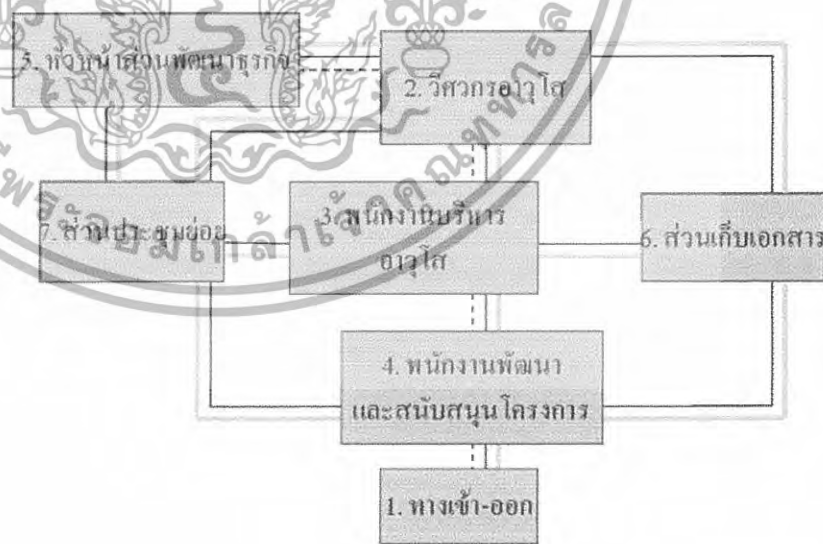 5. หัวหน้าส่วนพัฒนาธุรกิจ
2. วิศวกรอาวุโส
7. ส่วนประชุมย่อย
3. พนักงานบริหาร
อาวุโส
6. ส่วนเก็บเอกสาร
4. พนักงานพัฒนา
และสนับสนุนโครงการ
1. ทางเข้า-ออก